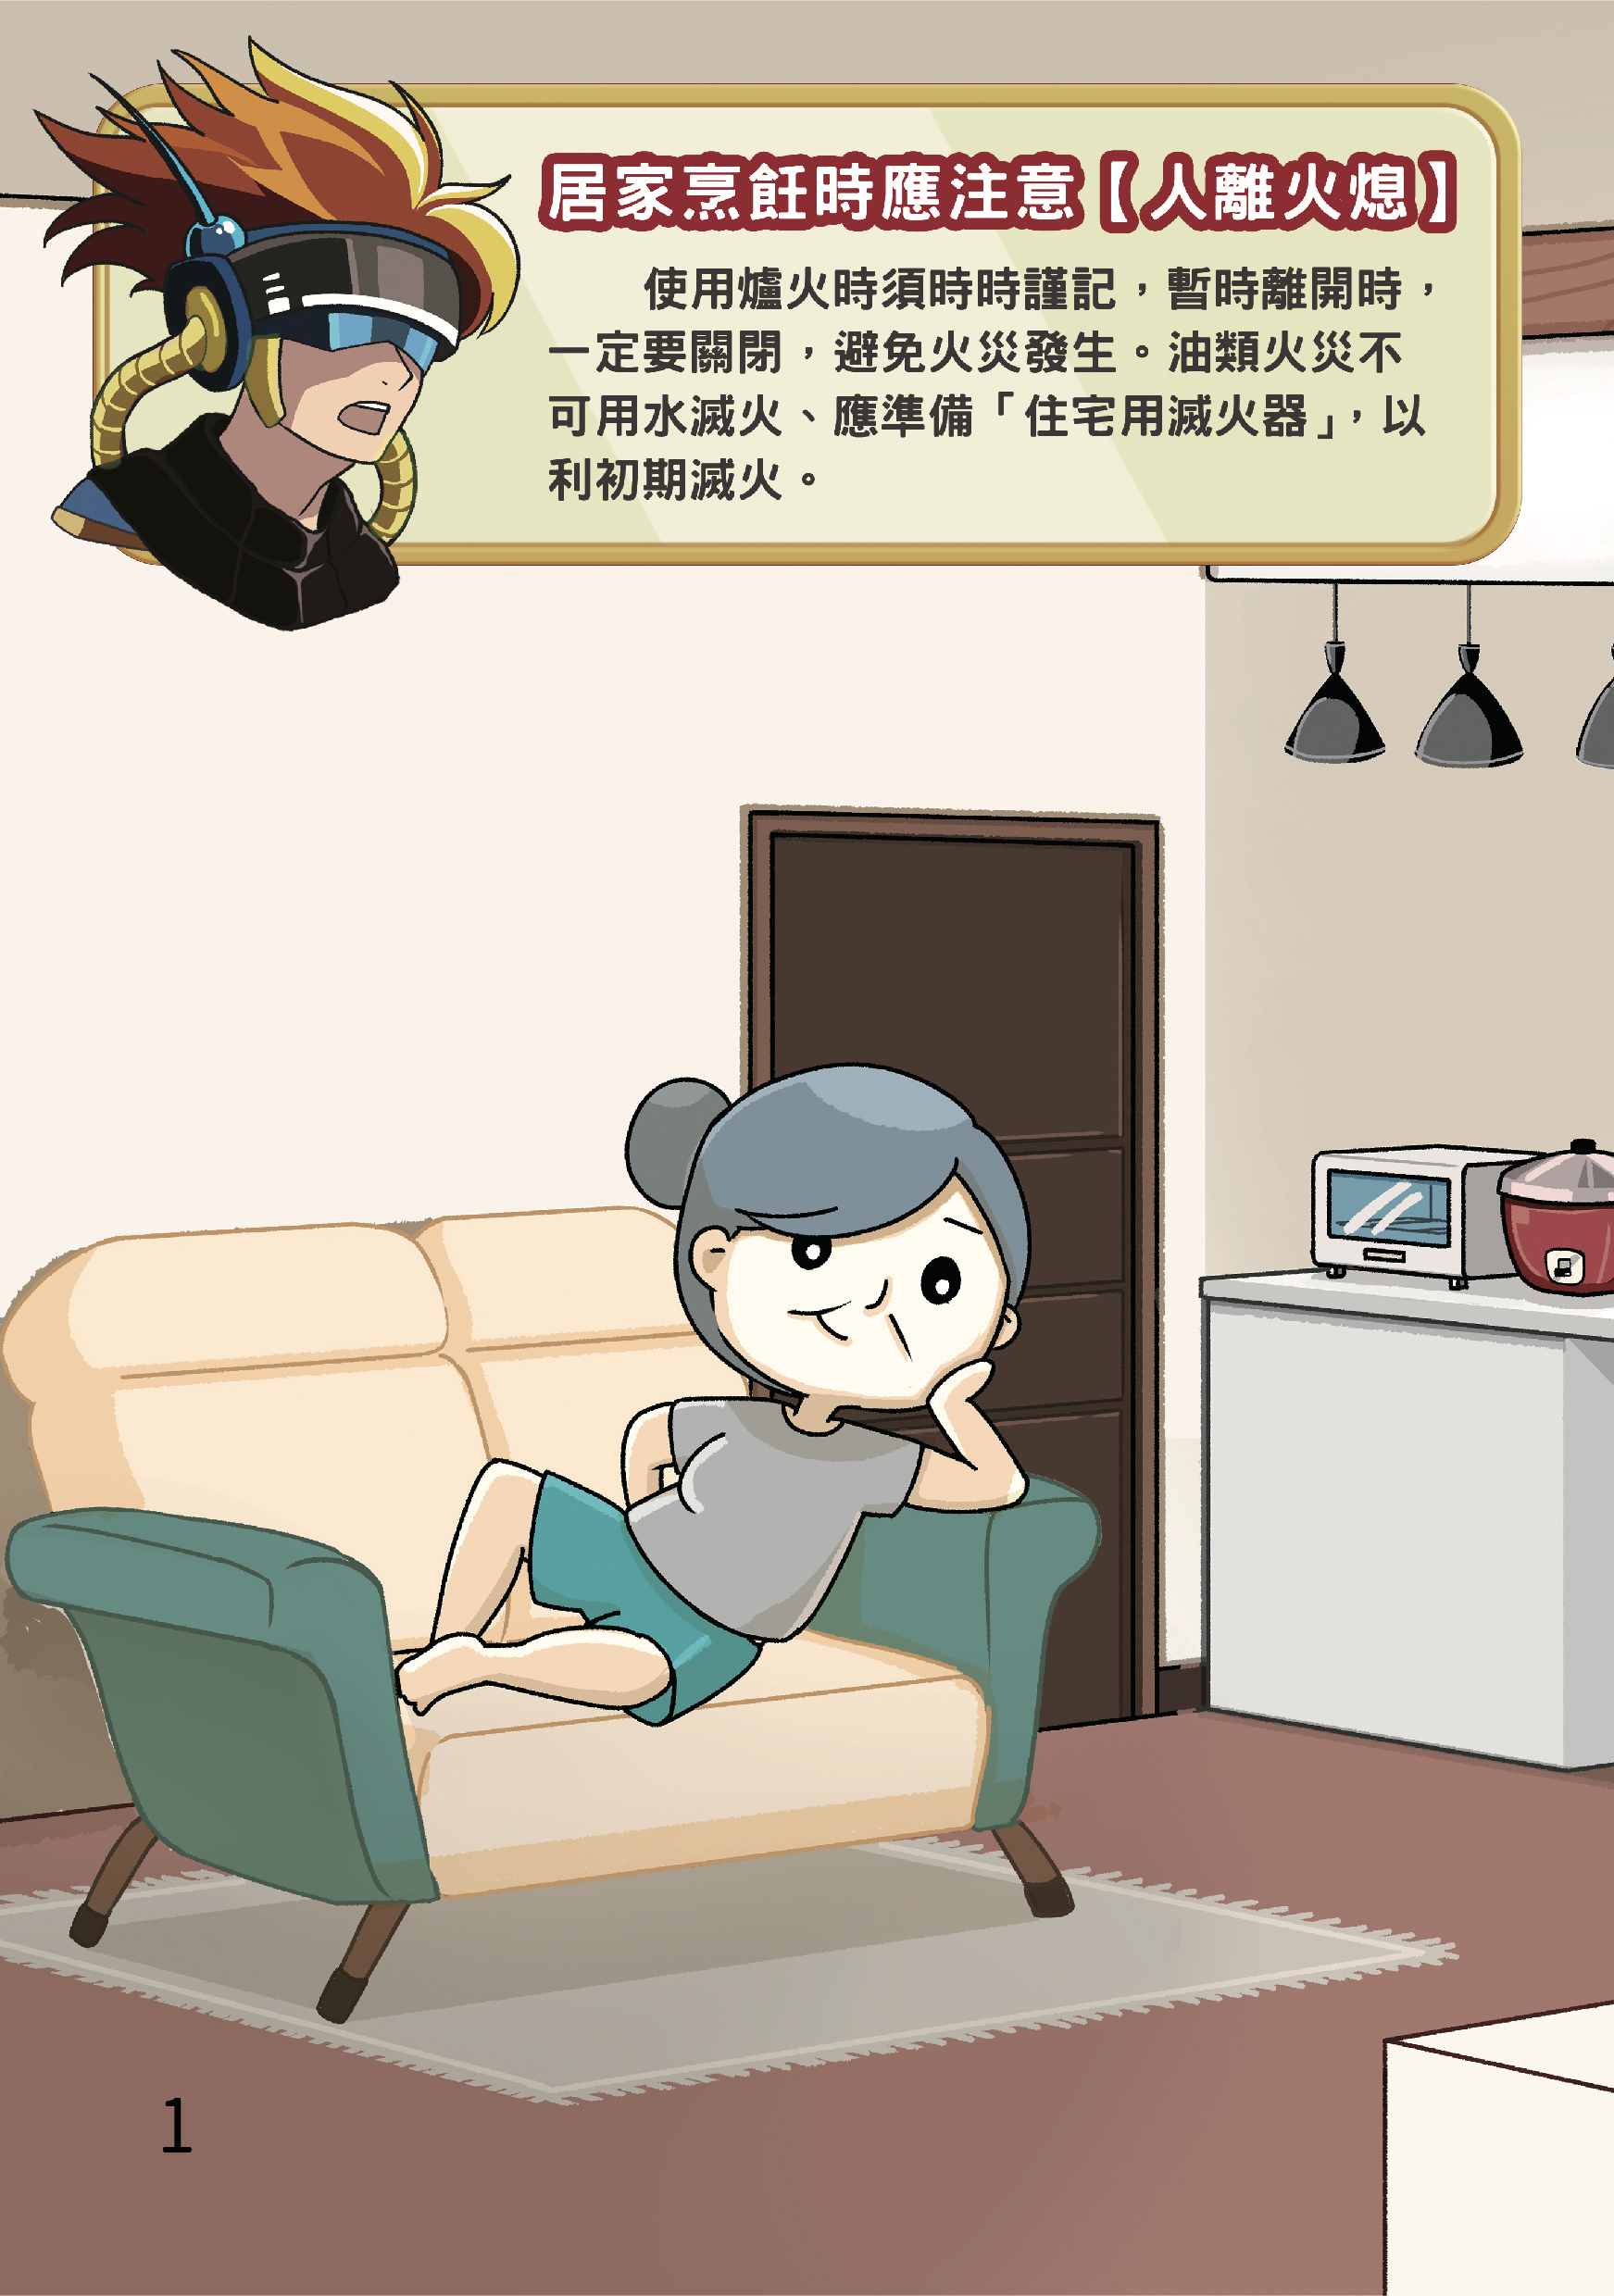 居家烹飪時應注意【人離火熄】
使用爐火時須時時謹記，暫時離開時，
一定要關閉，避免火災發生。油類火災不
可用水滅火、應準備「住宅用滅火器」，以
利初期滅火。
1